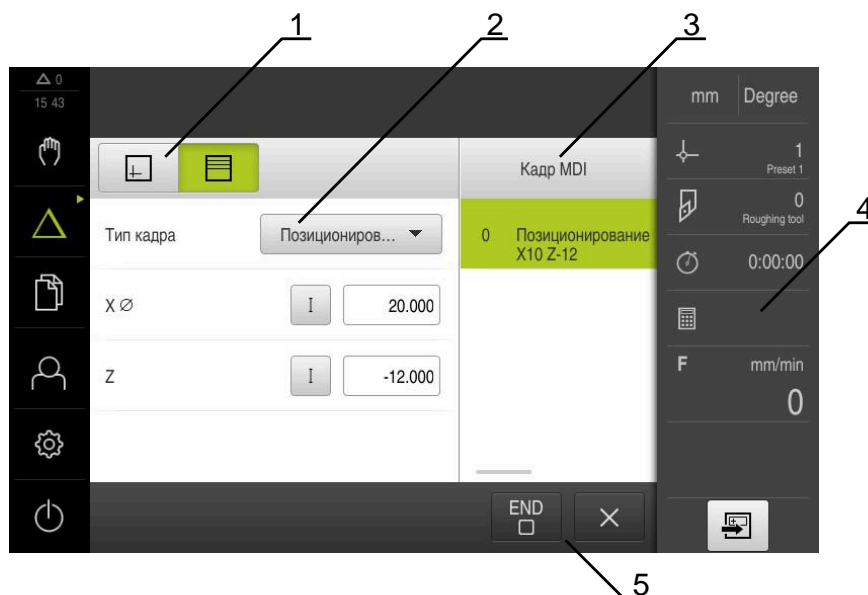 1 2 3
0
15 43
mm Degree
1
Preset 1
Кадр MDI
0
Roughing tool
4
Тип кадра Позициониров...
0 Позиционирование
X10 Z-12
0:00:00
X Ø I 20.000
F mm/min
0
Z I -12.000
END
5